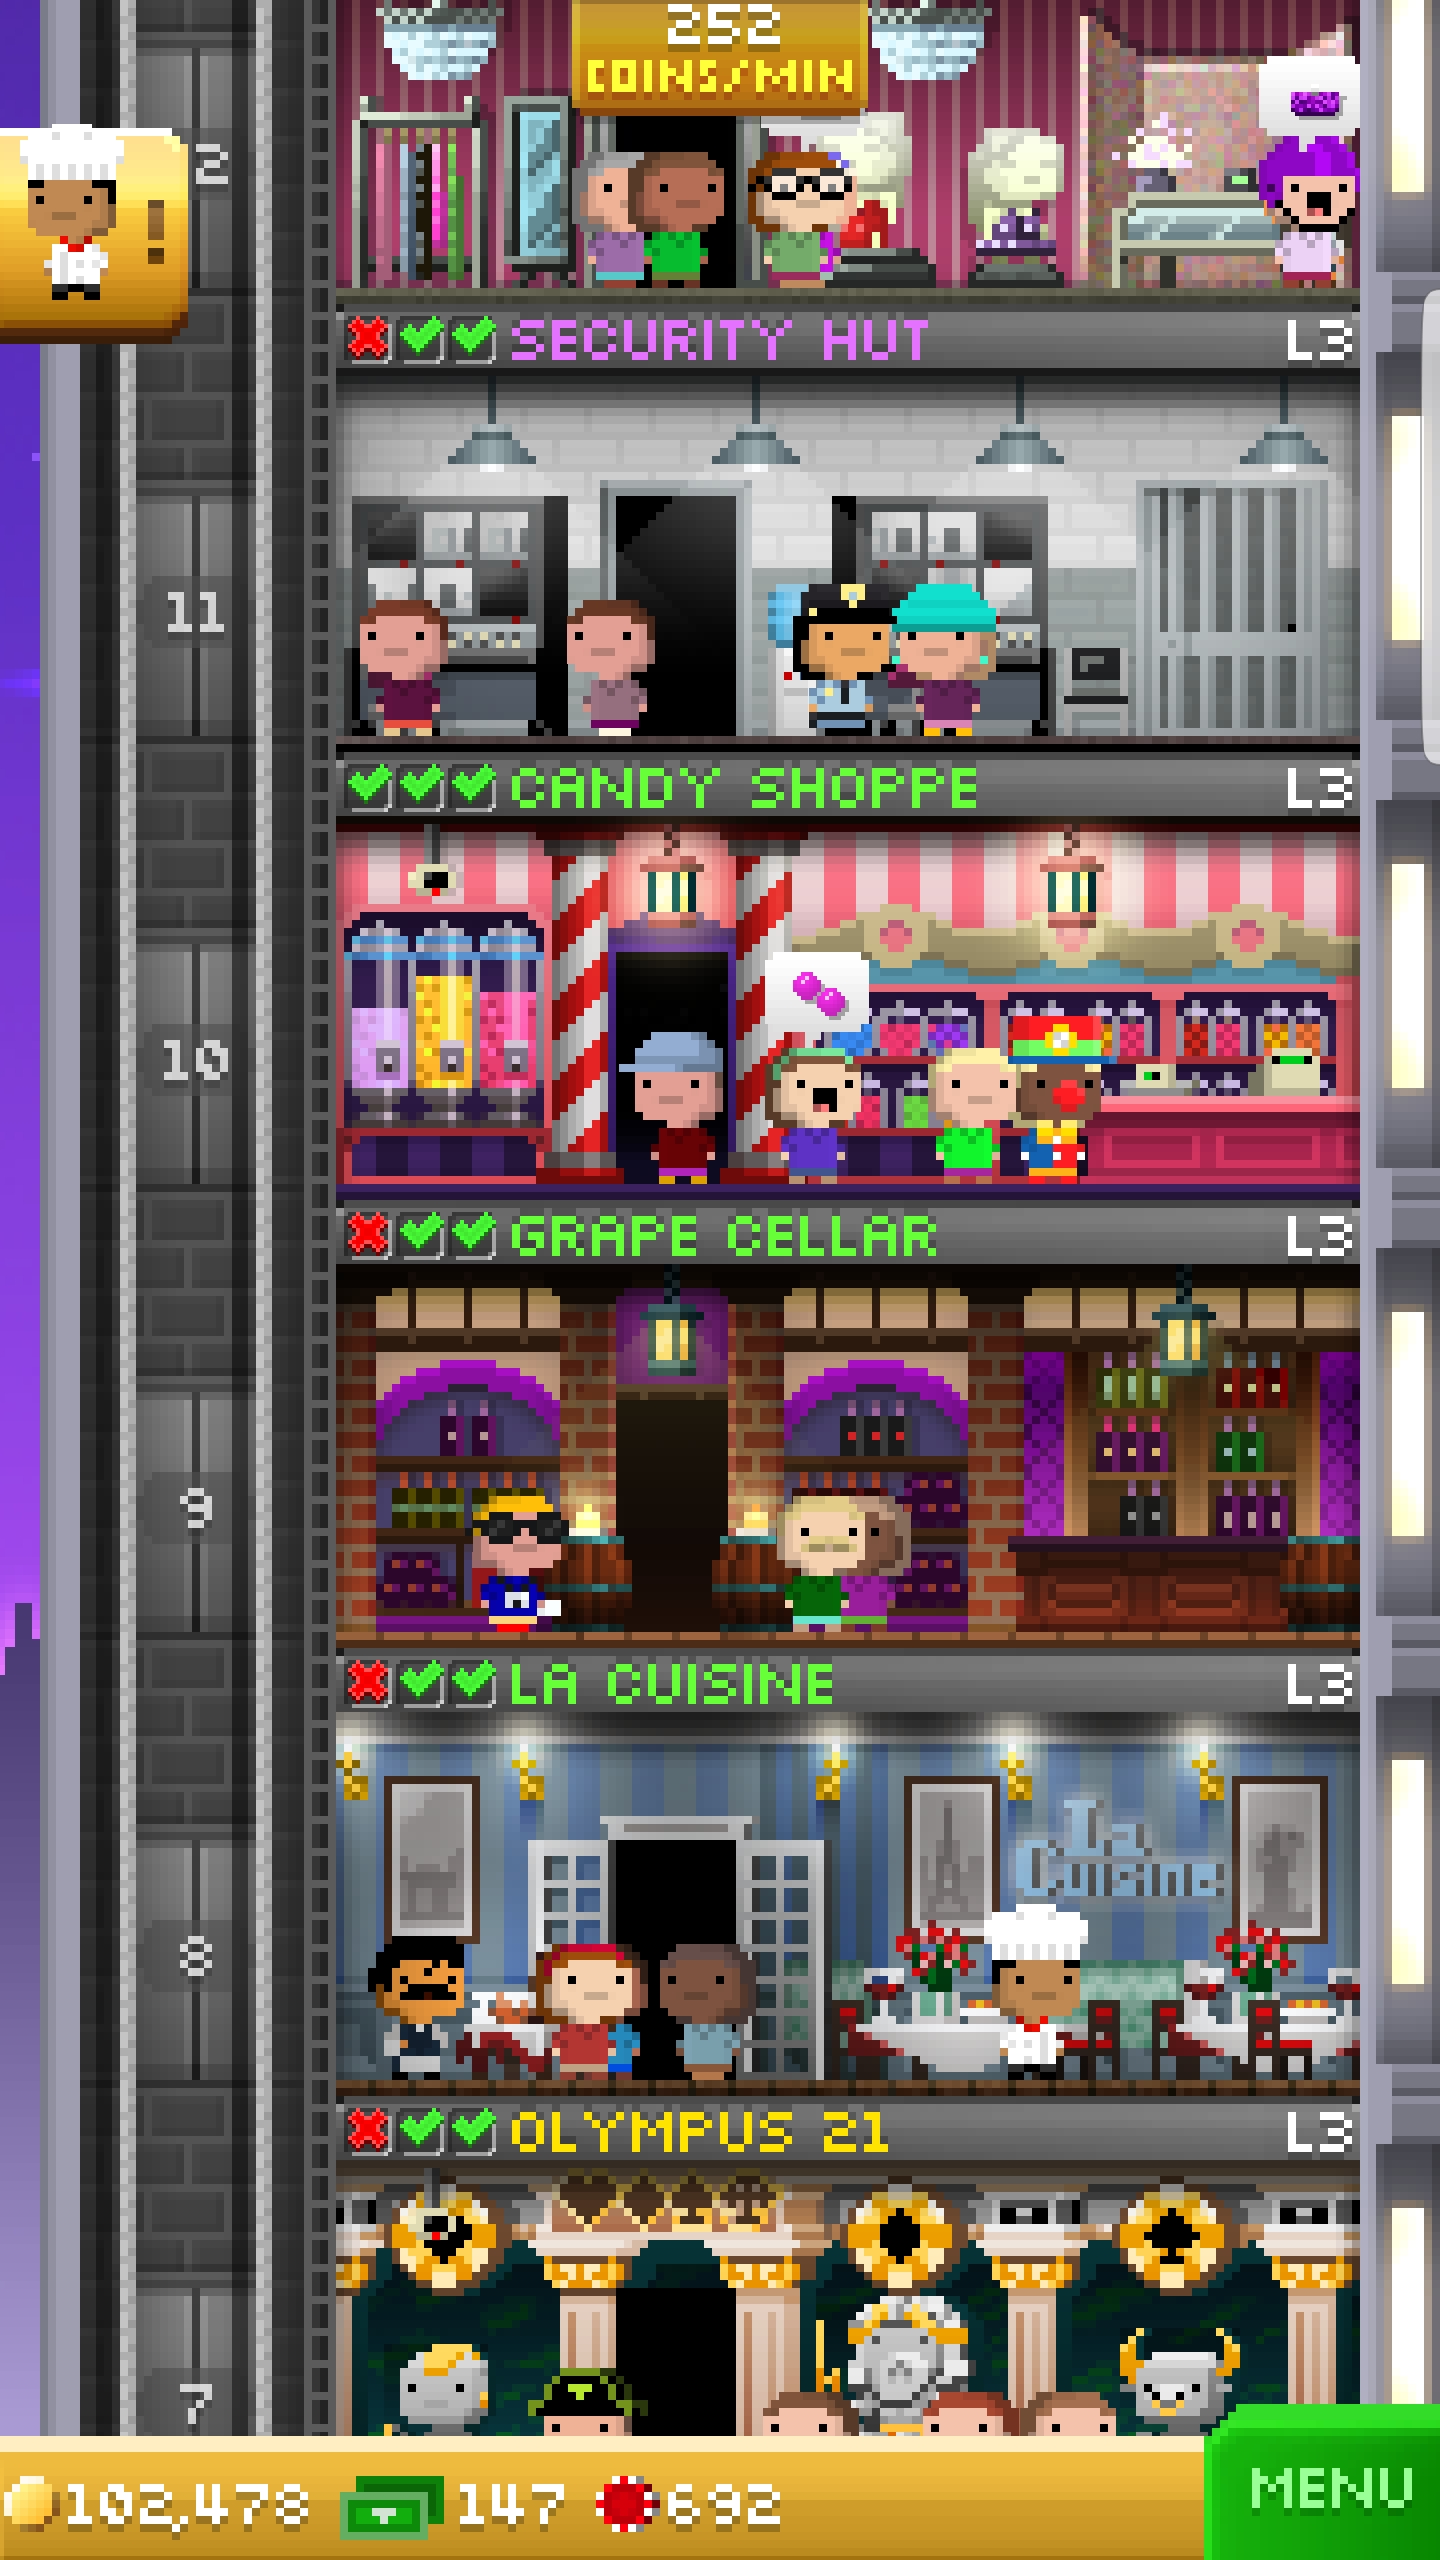 252
COINS/MIN
2
!
SECURITY HUT L3
11
CANDY SHOPPE L3
10
GRAPE CELLAR L3
9
LA CUISINE L3
La
Cuisine
8
OLYMPUS 21 L3
7
102,478 147 692
MENU